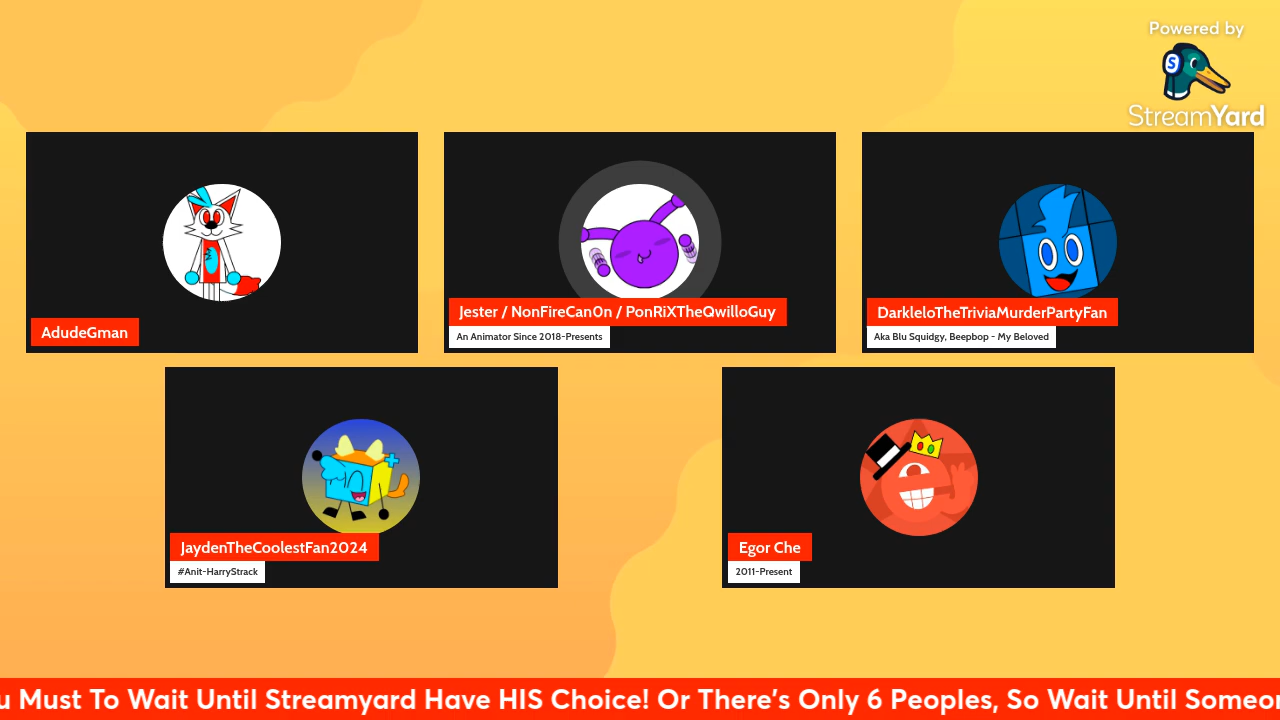 Powered by
StreamYard
AdudeGman
Jester / NonFireCan0n / PonRiXTheQwilloGuy
An Animator Since 2018-Presents
DarkleloTheTriviaMurderPartyFan
Aka Blu Squidgy, Beepbop - My Beloved
JaydenTheCoolestFan2024
#Anit-HarryStrack
Egor Che
2011-Present
u Must To Wait Until Streamyard Have HIS Choice! Or There's Only 6 Peoples, So Wait Until Someo